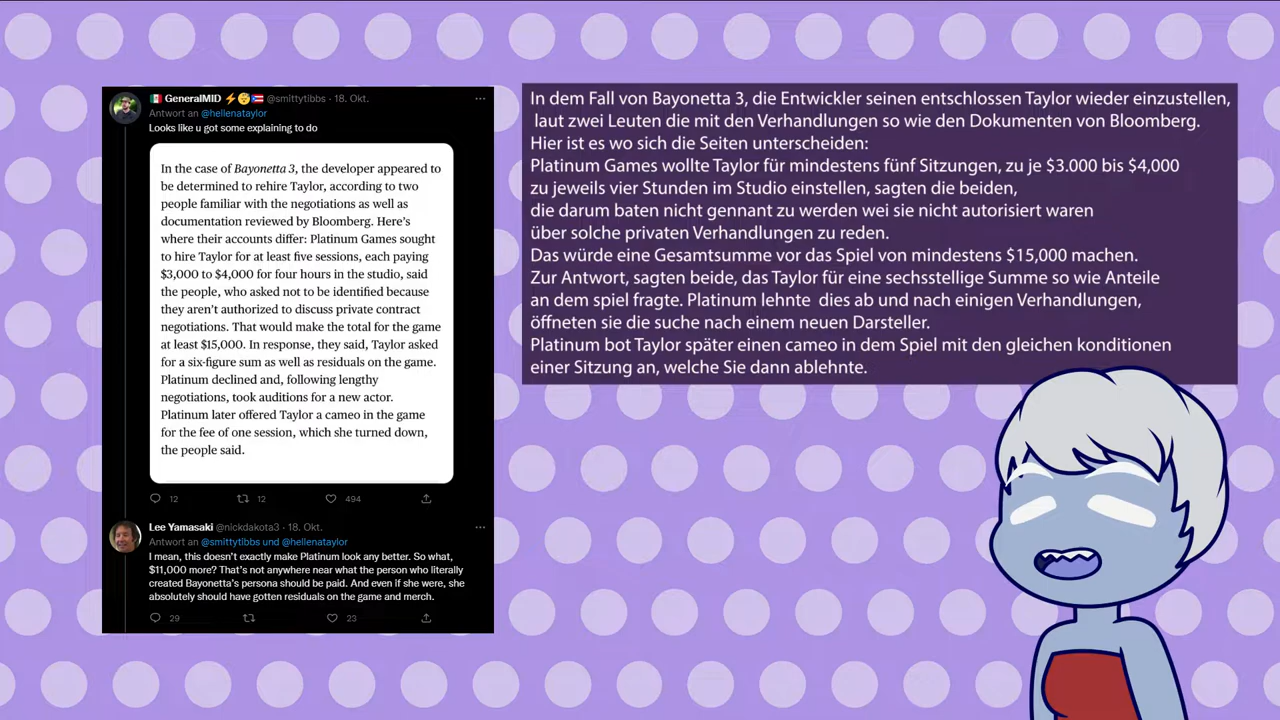 GeneralMID @smittytibbs · 18. Okt.
Antwort an @hellenataylor
Looks like u got some explaining to do
In the case of Bayonetta 3, the developer appeared to
be determined to rehire Taylor, according to two
people familiar with the negotiations as well as
documentation reviewed by Bloomberg. Here's
where their accounts differ: Platinum Games sought
to hire Taylor for at least five sessions, each paying
$3,000 to $4,000 for four hours in the studio, said
the people, who asked not to be identified because
they aren't authorized to discuss private contract
negotiations. That would make the total for the game
at least $15,000. In response, they said, Taylor asked
for a six-figure sum as well as residuals on the game.
Platinum declined and, following lengthy
negotiations, took auditions for a new actor.
Platinum later offered Taylor a cameo in the game
for the fee of one session, which she turned down,
the people said.
12 12 494
Lee Yamasaki @nickdakota3 · 18. Okt.
Antwort an @smittytibbs und @hellenataylor
I mean, this doesn't exactly make Platinum look any better. So what,
$11,000 more? That's not anywhere near what the person who literally
created Bayonetta's persona should be paid. And even if she were, she
absolutely should have gotten residuals on the game and merch.
29 23
In dem Fall von Bayonetta 3, die Entwickler seinen entschlossen Taylor wieder einzustellen,
laut zwei Leuten die mit den Verhandlungen so wie den Dokumenten von Bloomberg.
Hier ist es wo sich die Seiten unterscheiden:
Platinum Games wollte Taylor für mindestens fünf Sitzungen, zu je $3.000 bis $4,000
zu jeweils vier Stunden im Studio einstellen, sagten die beiden,
die darum baten nicht gennant zu werden wei sie nicht autorisiert waren
über solche privaten Verhandlungen zu reden.
Das würde eine Gesamtsumme vor das Spiel von mindestens $15,000 machen.
Zur Antwort, sagten beide, das Taylor für eine sechsstellige Summe so wie Anteile
an dem spiel fragte. Platinum lehnte dies ab und nach einigen Verhandlungen,
öffneten sie die suche nach einem neuen Darsteller.
Platinum bot Taylor später einen cameo in dem Spiel mit den gleichen konditionen
einer Sitzung an, welche Sie dann ablehnte.